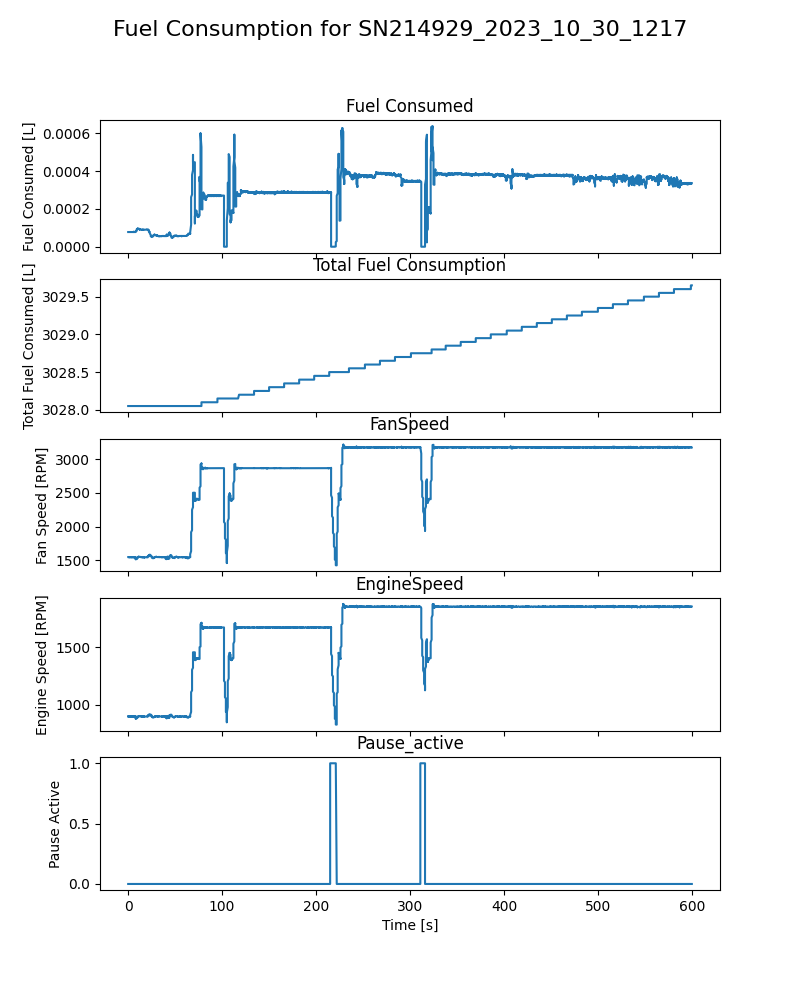 Fuel Consumption for SN214929_2023_10_30_1217
Fuel Consumed
Fuel Consumed [L]
0.0006
0.0004
0.0002
0.0000
Total Fuel Consumption
Total Fuel Consumed [L]
3029.5
3029.0
3028.5
3028.0
FanSpeed
Fan Speed [RPM]
3000
2500
2000
1500
EngineSpeed
Engine Speed [RPM]
1500
1000
Pause_active
Pause Active
1.0
0.5
0.0
0 100 200 300 400 500 600
Time [s]